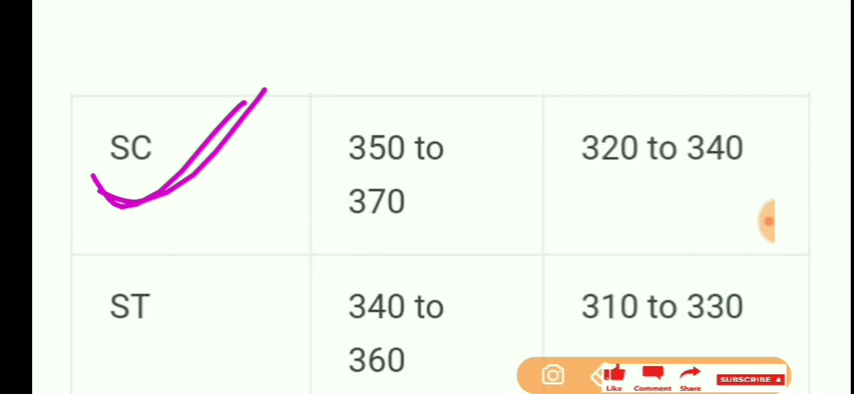 SC 350 to 320 to 340
370
ST 340 to 310 to 330
360
Like Comment Share SUBSCRIBE